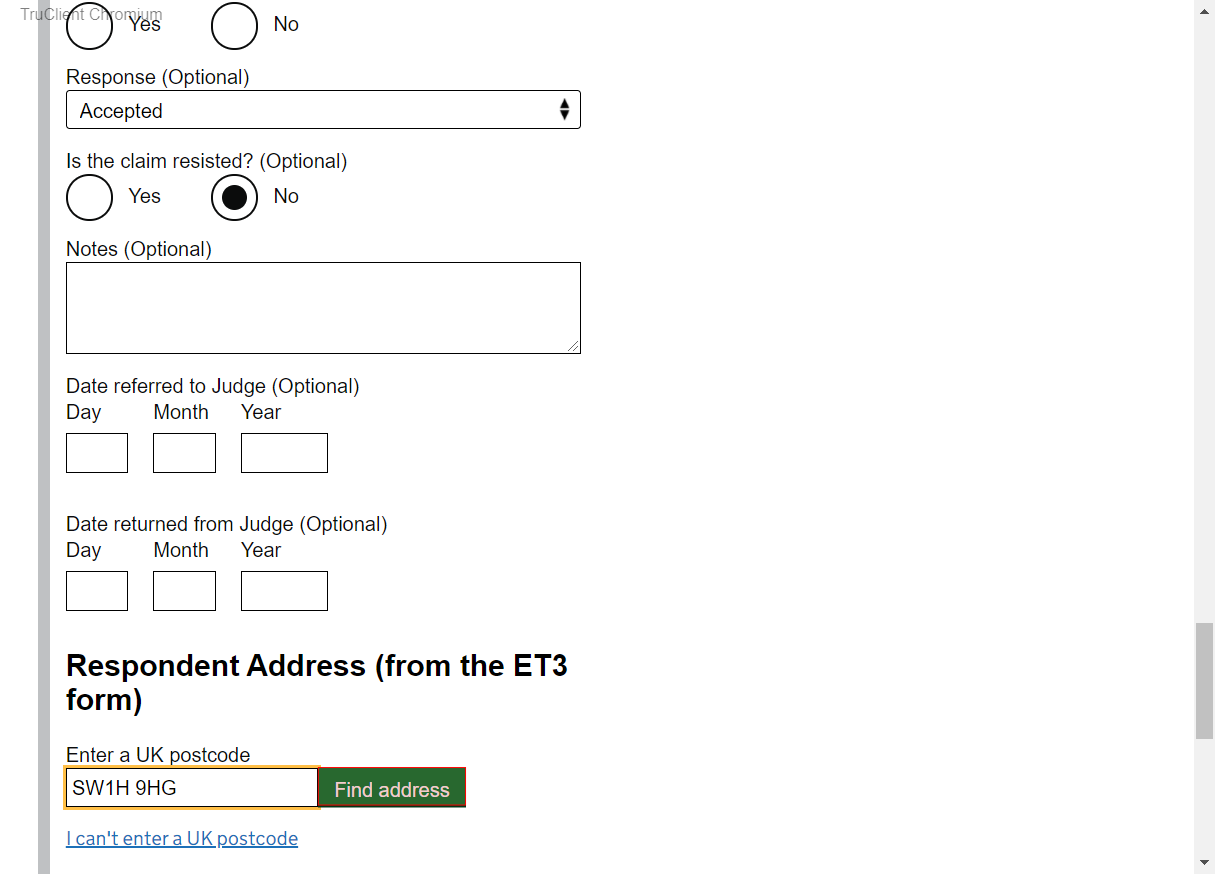 TruClient Chromium
Yes No
Response (Optional)
Accepted
Is the claim resisted? (Optional)
Yes No
Notes (Optional)
Date referred to Judge (Optional)
Day Month Year
Date returned from Judge (Optional)
Day Month Year
Respondent Address (from the ET3
form)
Enter a UK postcode
SW1H 9HG Find address
I can't enter a UK postcode